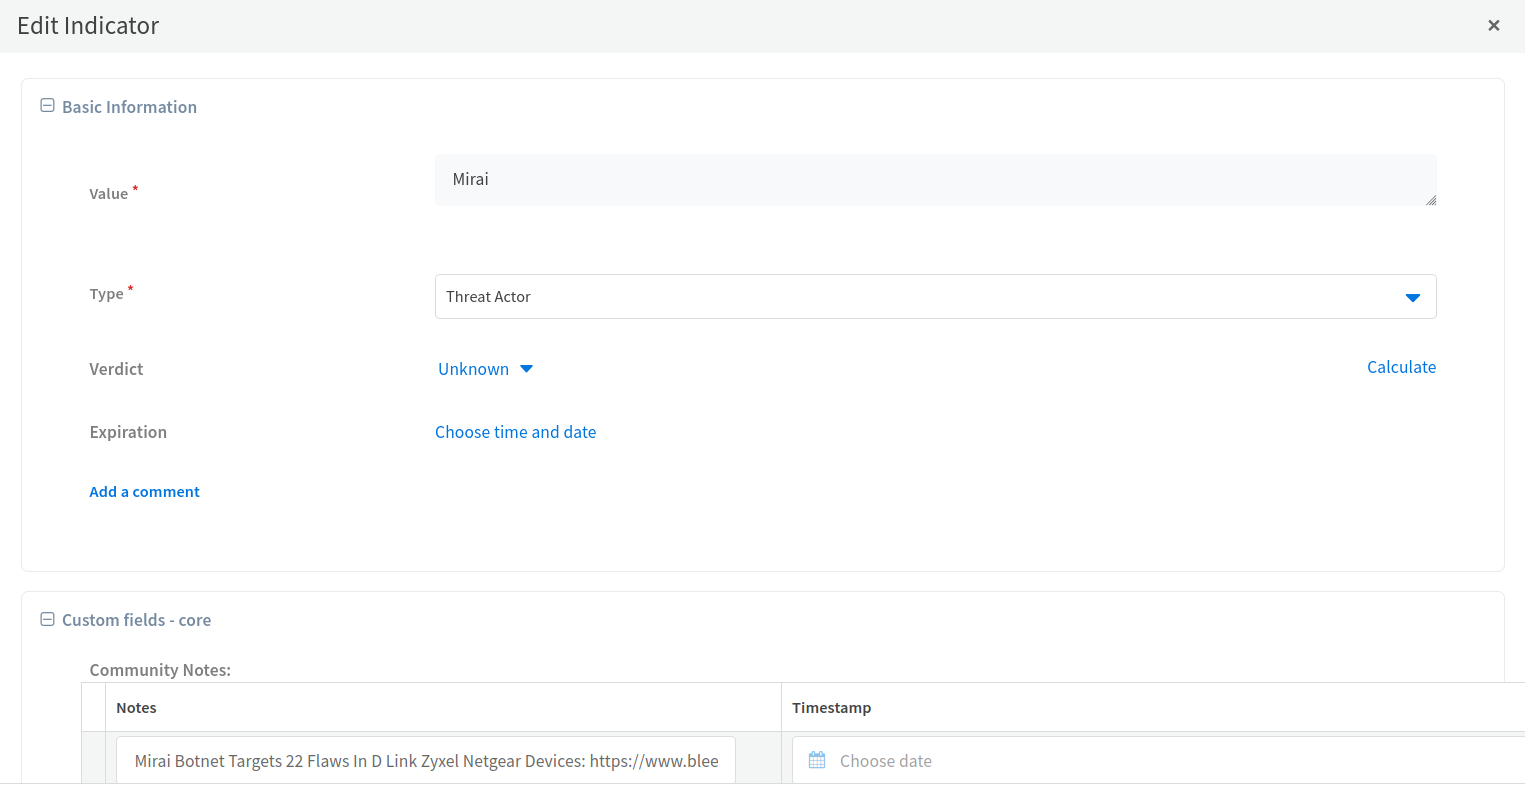 Edit Indicator ×
Basic Information
Value *
Mirai
Type *
Threat Actor
Verdict
Unknown
Calculate
Expiration
Choose time and date
Add a comment
Custom fields - core
Community Notes:
Notes
Timestamp
Mirai Botnet Targets 22 Flaws In D Link Zyxel Netgear Devices: https://www.blee
Choose date